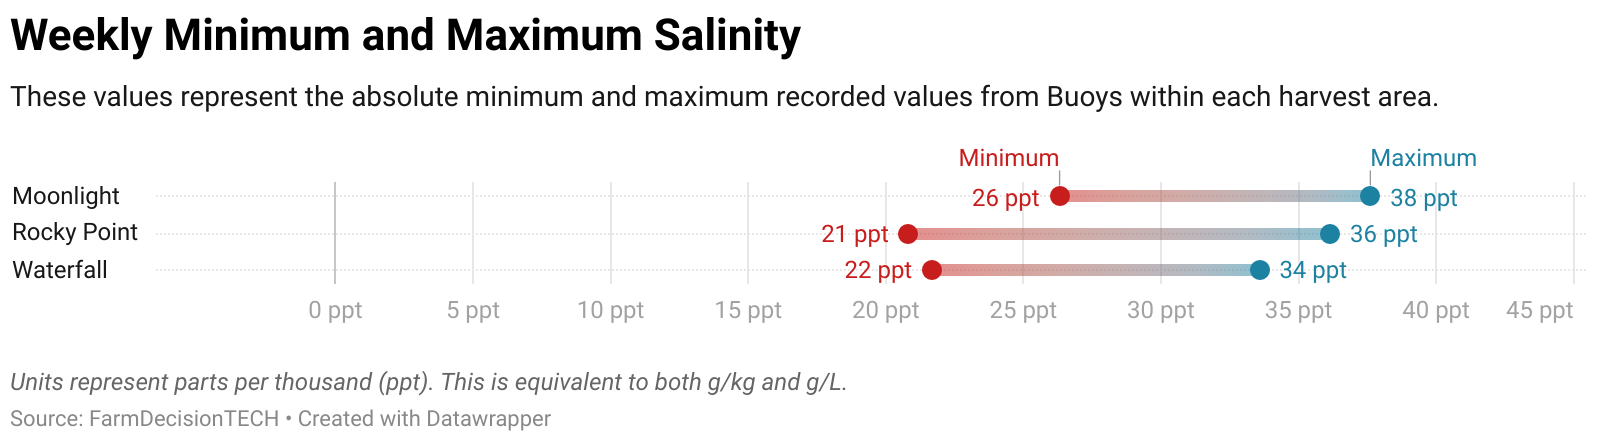 Weekly Minimum and Maximum Salinity
These values represent the absolute minimum and maximum recorded values from Buoys within each harvest area.
Minimum Maximum
Moonlight 26 ppt 38 ppt
Rocky Point 21 ppt 36 ppt
Waterfall 22 ppt 34 ppt
0 ppt 5 ppt 10 ppt 15 ppt 20 ppt 25 ppt 30 ppt 35 ppt 40 ppt 45 ppt
Units represent parts per thousand (ppt). This is equivalent to both g/kg and g/L.
Source: FarmDecisionTECH • Created with Datawrapper